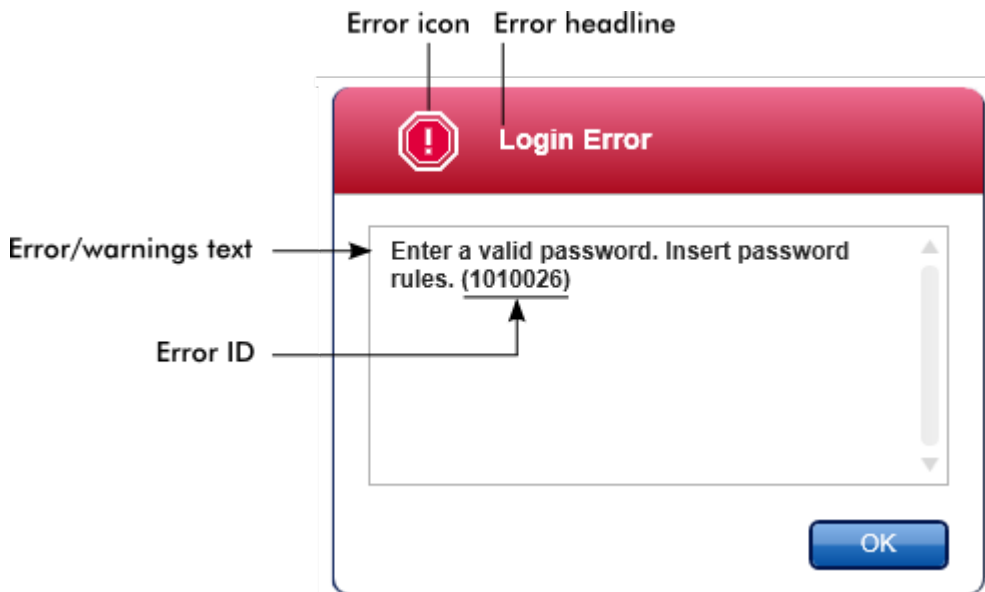 Error icon Error headline
Login Error
Error/warnings text
Enter a valid password. Insert password
rules. (1010026)
Error ID
OK